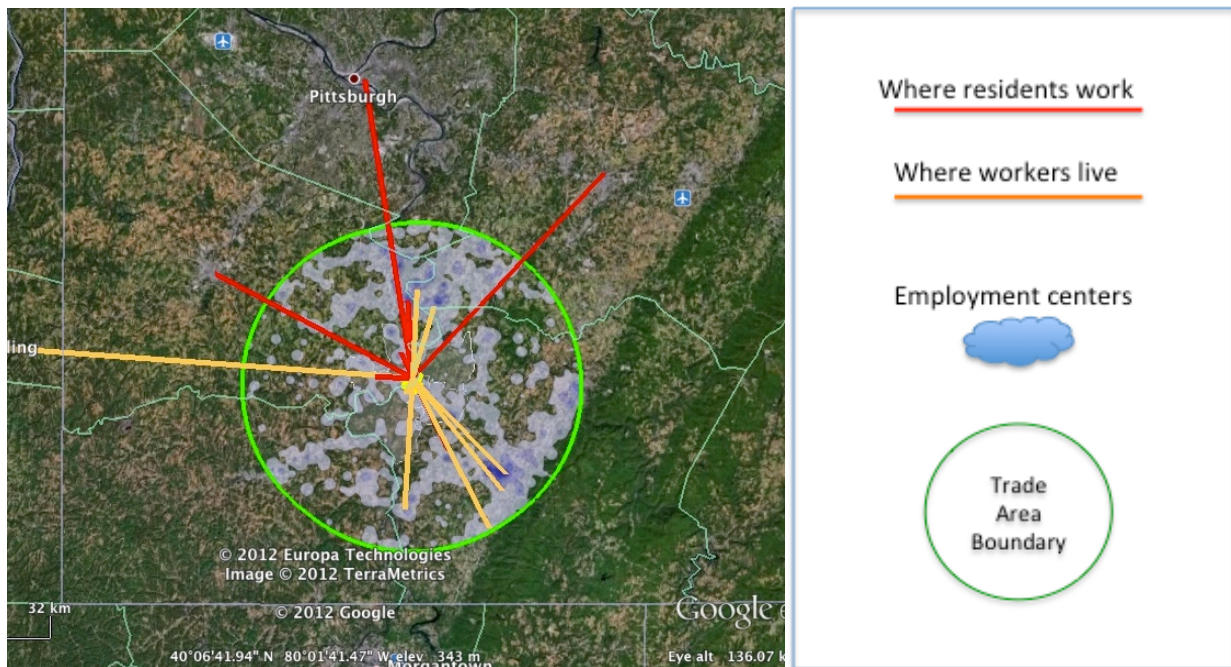 Pittsburgh
ling
© 2012 Europa Technologies
Image © 2012 TerraMetrics
© 2012 Google
32 km
Google e
40°06'41.94" N 80°01'41.47" W elev 343 m
Morgantown
Eye alt 136.07 k
Where residents work
Where workers live
Employment centers
Trade
Area
Boundary